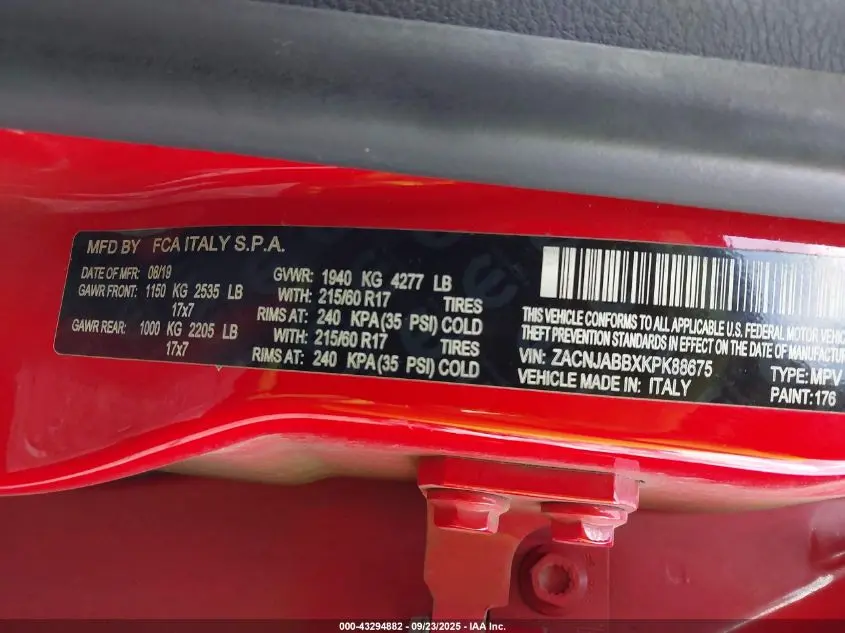 MFD BY FCA ITALY S.P.A.
DATE OF MFR: 08/19
GAWR FRONT: 1150 KG 2535 LB
17x7
GAWR REAR: 1000 KG 2205 LB
17x7
GVWR: 1940 KG 4277 LB
WITH: 215/60 R17 TIRES
RIMS AT: 240 KPA(35 PSI) COLD
WITH: 215/60 R17 TIRES
RIMS AT: 240 KPA(35 PSI) COLD
THIS VEHICLE CONFORMS TO ALL APPLICABLE U.S. FEDERAL MOTOR VEHIC
THEFT PREVENTION STANDARDS IN EFFECT ON THE DATE OF MANUFACTUR
VIN: ZACNJABBXKPK88675 TYPE: MPV
VEHICLE MADE IN: ITALY PAINT: 176
000-43294882 - 09/23/2025 - IAA Inc.